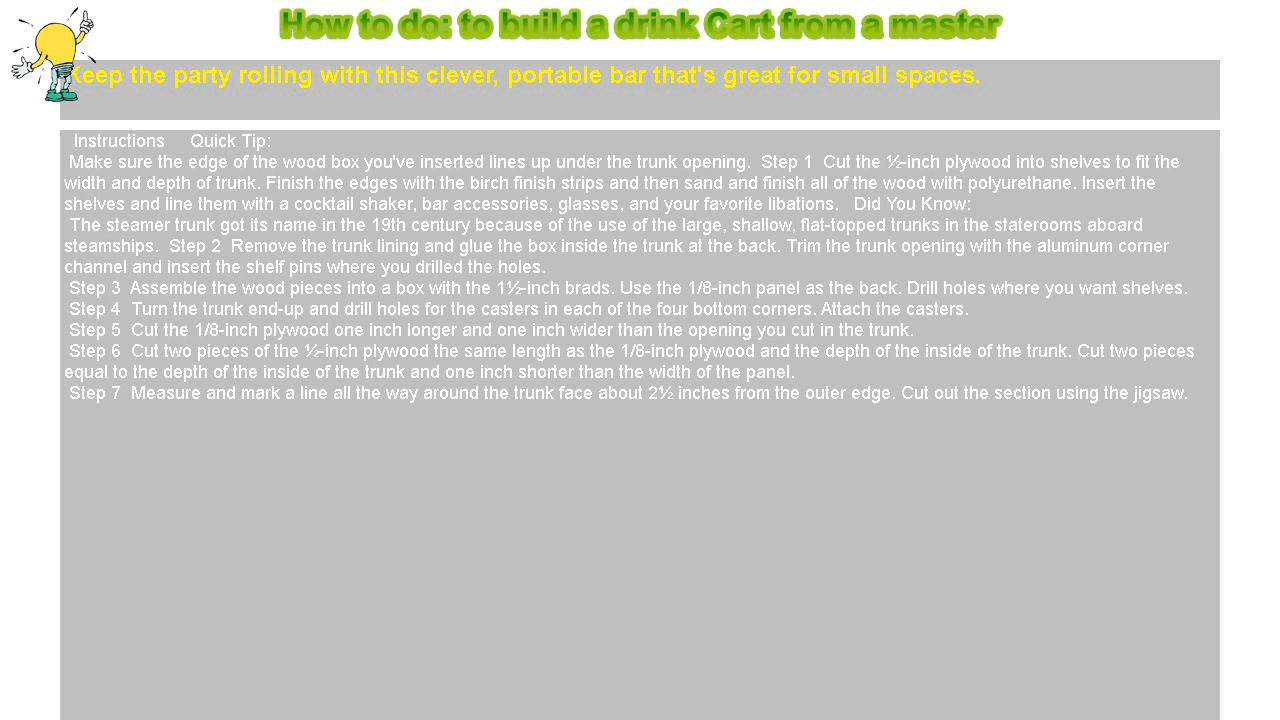 How to do: to build a drink Cart from a master
Keep the party rolling with this clever, portable bar that's great for small spaces.
Instructions Quick Tip:
Make sure the edge of the wood box you've inserted lines up under the trunk opening. Step 1 Cut the ½-inch plywood into shelves to fit the
width and depth of trunk. Finish the edges with the birch finish strips and then sand and finish all of the wood with polyurethane. Insert the
shelves and line them with a cocktail shaker, bar accessories, glasses, and your favorite libations. Did You Know:
The steamer trunk got its name in the 19th century because of the use of the large, shallow, flat-topped trunks in the staterooms aboard
steamships. Step 2 Remove the trunk lining and glue the box inside the trunk at the back. Trim the trunk opening with the aluminum corner
channel and insert the shelf pins where you drilled the holes.
Step 3 Assemble the wood pieces into a box with the 1½-inch brads. Use the 1/8-inch panel as the back. Drill holes where you want shelves.
Step 4 Turn the trunk end-up and drill holes for the casters in each of the four bottom corners. Attach the casters.
Step 5 Cut the 1/8-inch plywood one inch longer and one inch wider than the opening you cut in the trunk.
Step 6 Cut two pieces of the ½-inch plywood the same length as the 1/8-inch plywood and the depth of the inside of the trunk. Cut two pieces
equal to the depth of the inside of the trunk and one inch shorter than the width of the panel.
Step 7 Measure and mark a line all the way around the trunk face about 2½ inches from the outer edge. Cut out the section using the jigsaw.